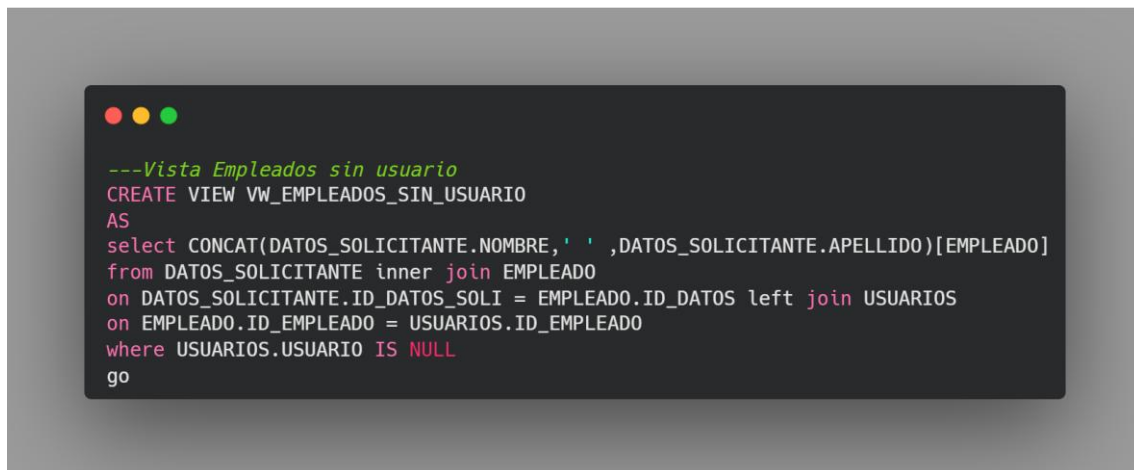 ---Vista Empleados sin usuario
CREATE VIEW VW_EMPLEADOS_SIN_USUARIO
AS
select CONCAT(DATOS_SOLICITANTE.NOMBRE,' ' ,DATOS_SOLICITANTE.APELLIDO)[EMPLEADO]
from DATOS_SOLICITANTE inner join EMPLEADO
on DATOS_SOLICITANTE.ID_DATOS_SOLI = EMPLEADO.ID_DATOS left join USUARIOS
on EMPLEADO.ID_EMPLEADO = USUARIOS.ID_EMPLEADO
where USUARIOS.USUARIO IS NULL
go